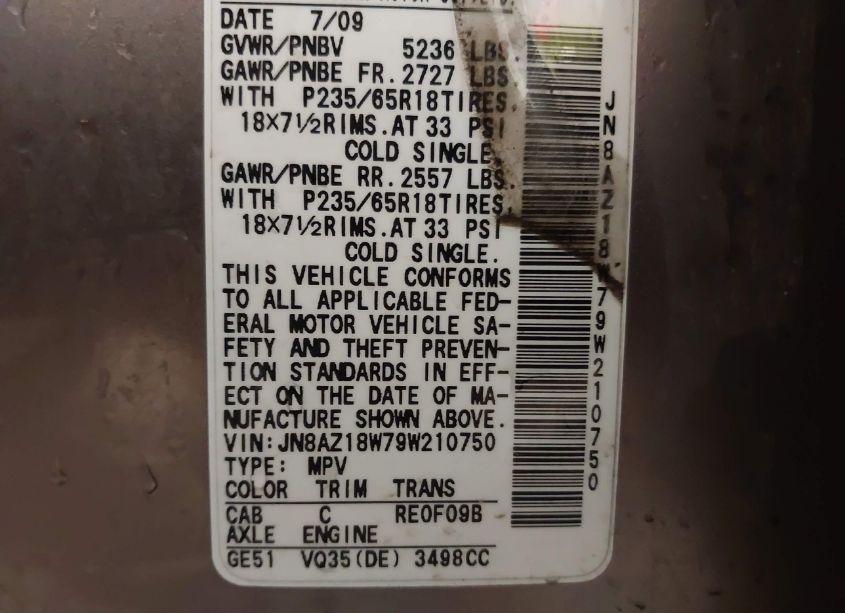 DATE 7/09
GVWR/PNBV 5236 LBS.
GAWR/PNBE FR. 2727 LBS.
WITH P235/65R18TIRES.
18X7½RIMS. AT 33 PSI
COLD SINGLE.
GAWR/PNBE RR. 2557 LBS.
WITH P235/65R18TIRES,
18X7½RIMS. AT 33 PSI
COLD SINGLE.
THIS VEHICLE CONFORMS
TO ALL APPLICABLE FED-
ERAL MOTOR VEHICLE SA-
FETY AND THEFT PREVEN-
TION STANDARDS IN EFF-
ECT ON THE DATE OF MA-
NUFACTURE SHOWN ABOVE.
VIN:JN8AZ18W79W210750
TYPE: MPV
COLOR TRIM TRANS
CAB C RE0F09B
AXLE ENGINE
GE51 VQ35(DE) 3498CC
JN8AZ18W79W210750